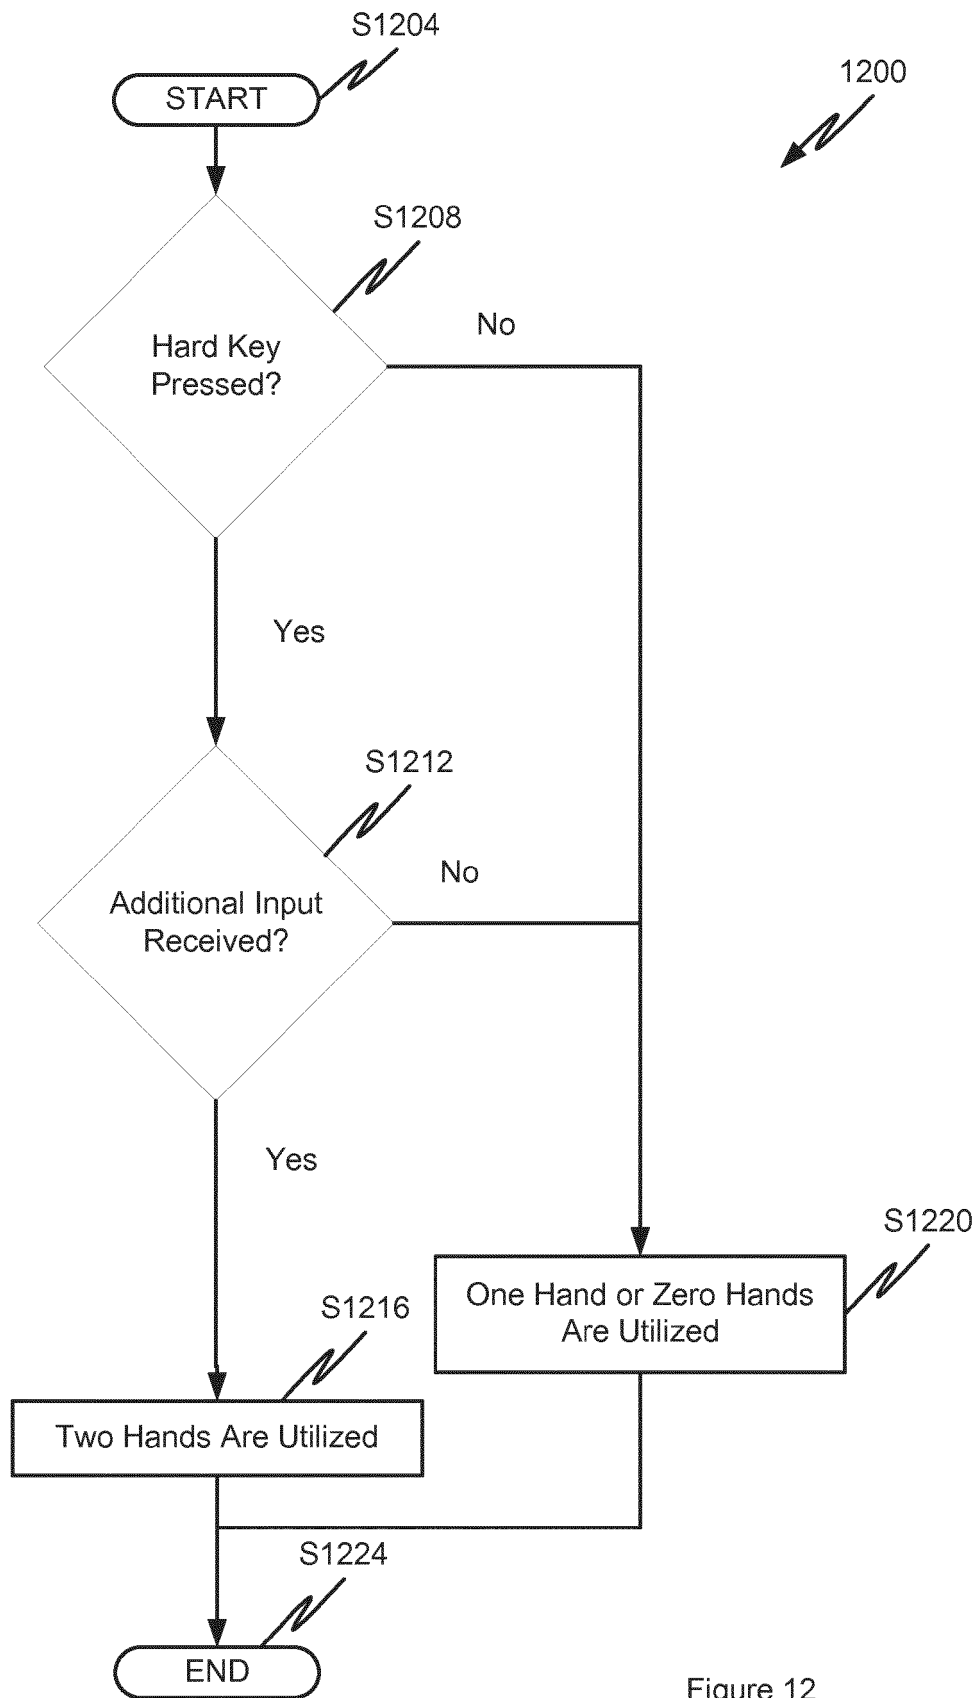 S1204
START
1200
S1208
No
Hard Key
Pressed?
Yes
S1212
No
Additional Input
Received?
Yes
S1220
One Hand or Zero Hands
Are Utilized
S1216
Two Hands Are Utilized
S1224
END
Figure 12